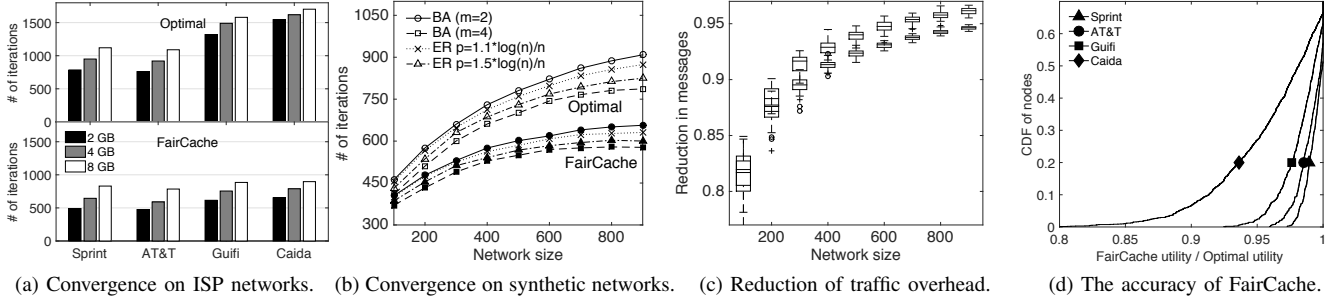 Optimal
# of iterations
1500
1000
500
0
FairCache
2 GB
4 GB
8 GB
# of iterations
1500
1000
500
0
Sprint AT&T Guifi Caida
(a) Convergence on ISP networks.
# of iterations
1050
900
750
600
450
300
BA (m=2)
BA (m=4)
ER p=1.1*log(n)/n
ER p=1.5*log(n)/n
Optimal
FairCache
200 400 600 800
Network size
(b) Convergence on synthetic networks.
Reduction in messages
0.95
0.9
0.85
0.8
200 400 600 800
Network size
(c) Reduction of traffic overhead.
CDF of nodes
0.6
0.5
0.4
0.3
0.2
0.1
0
Sprint
AT&T
Guifi
Caida
0.8 0.85 0.9 0.95 1
FairCache utility / Optimal utility
(d) The accuracy of FairCache.